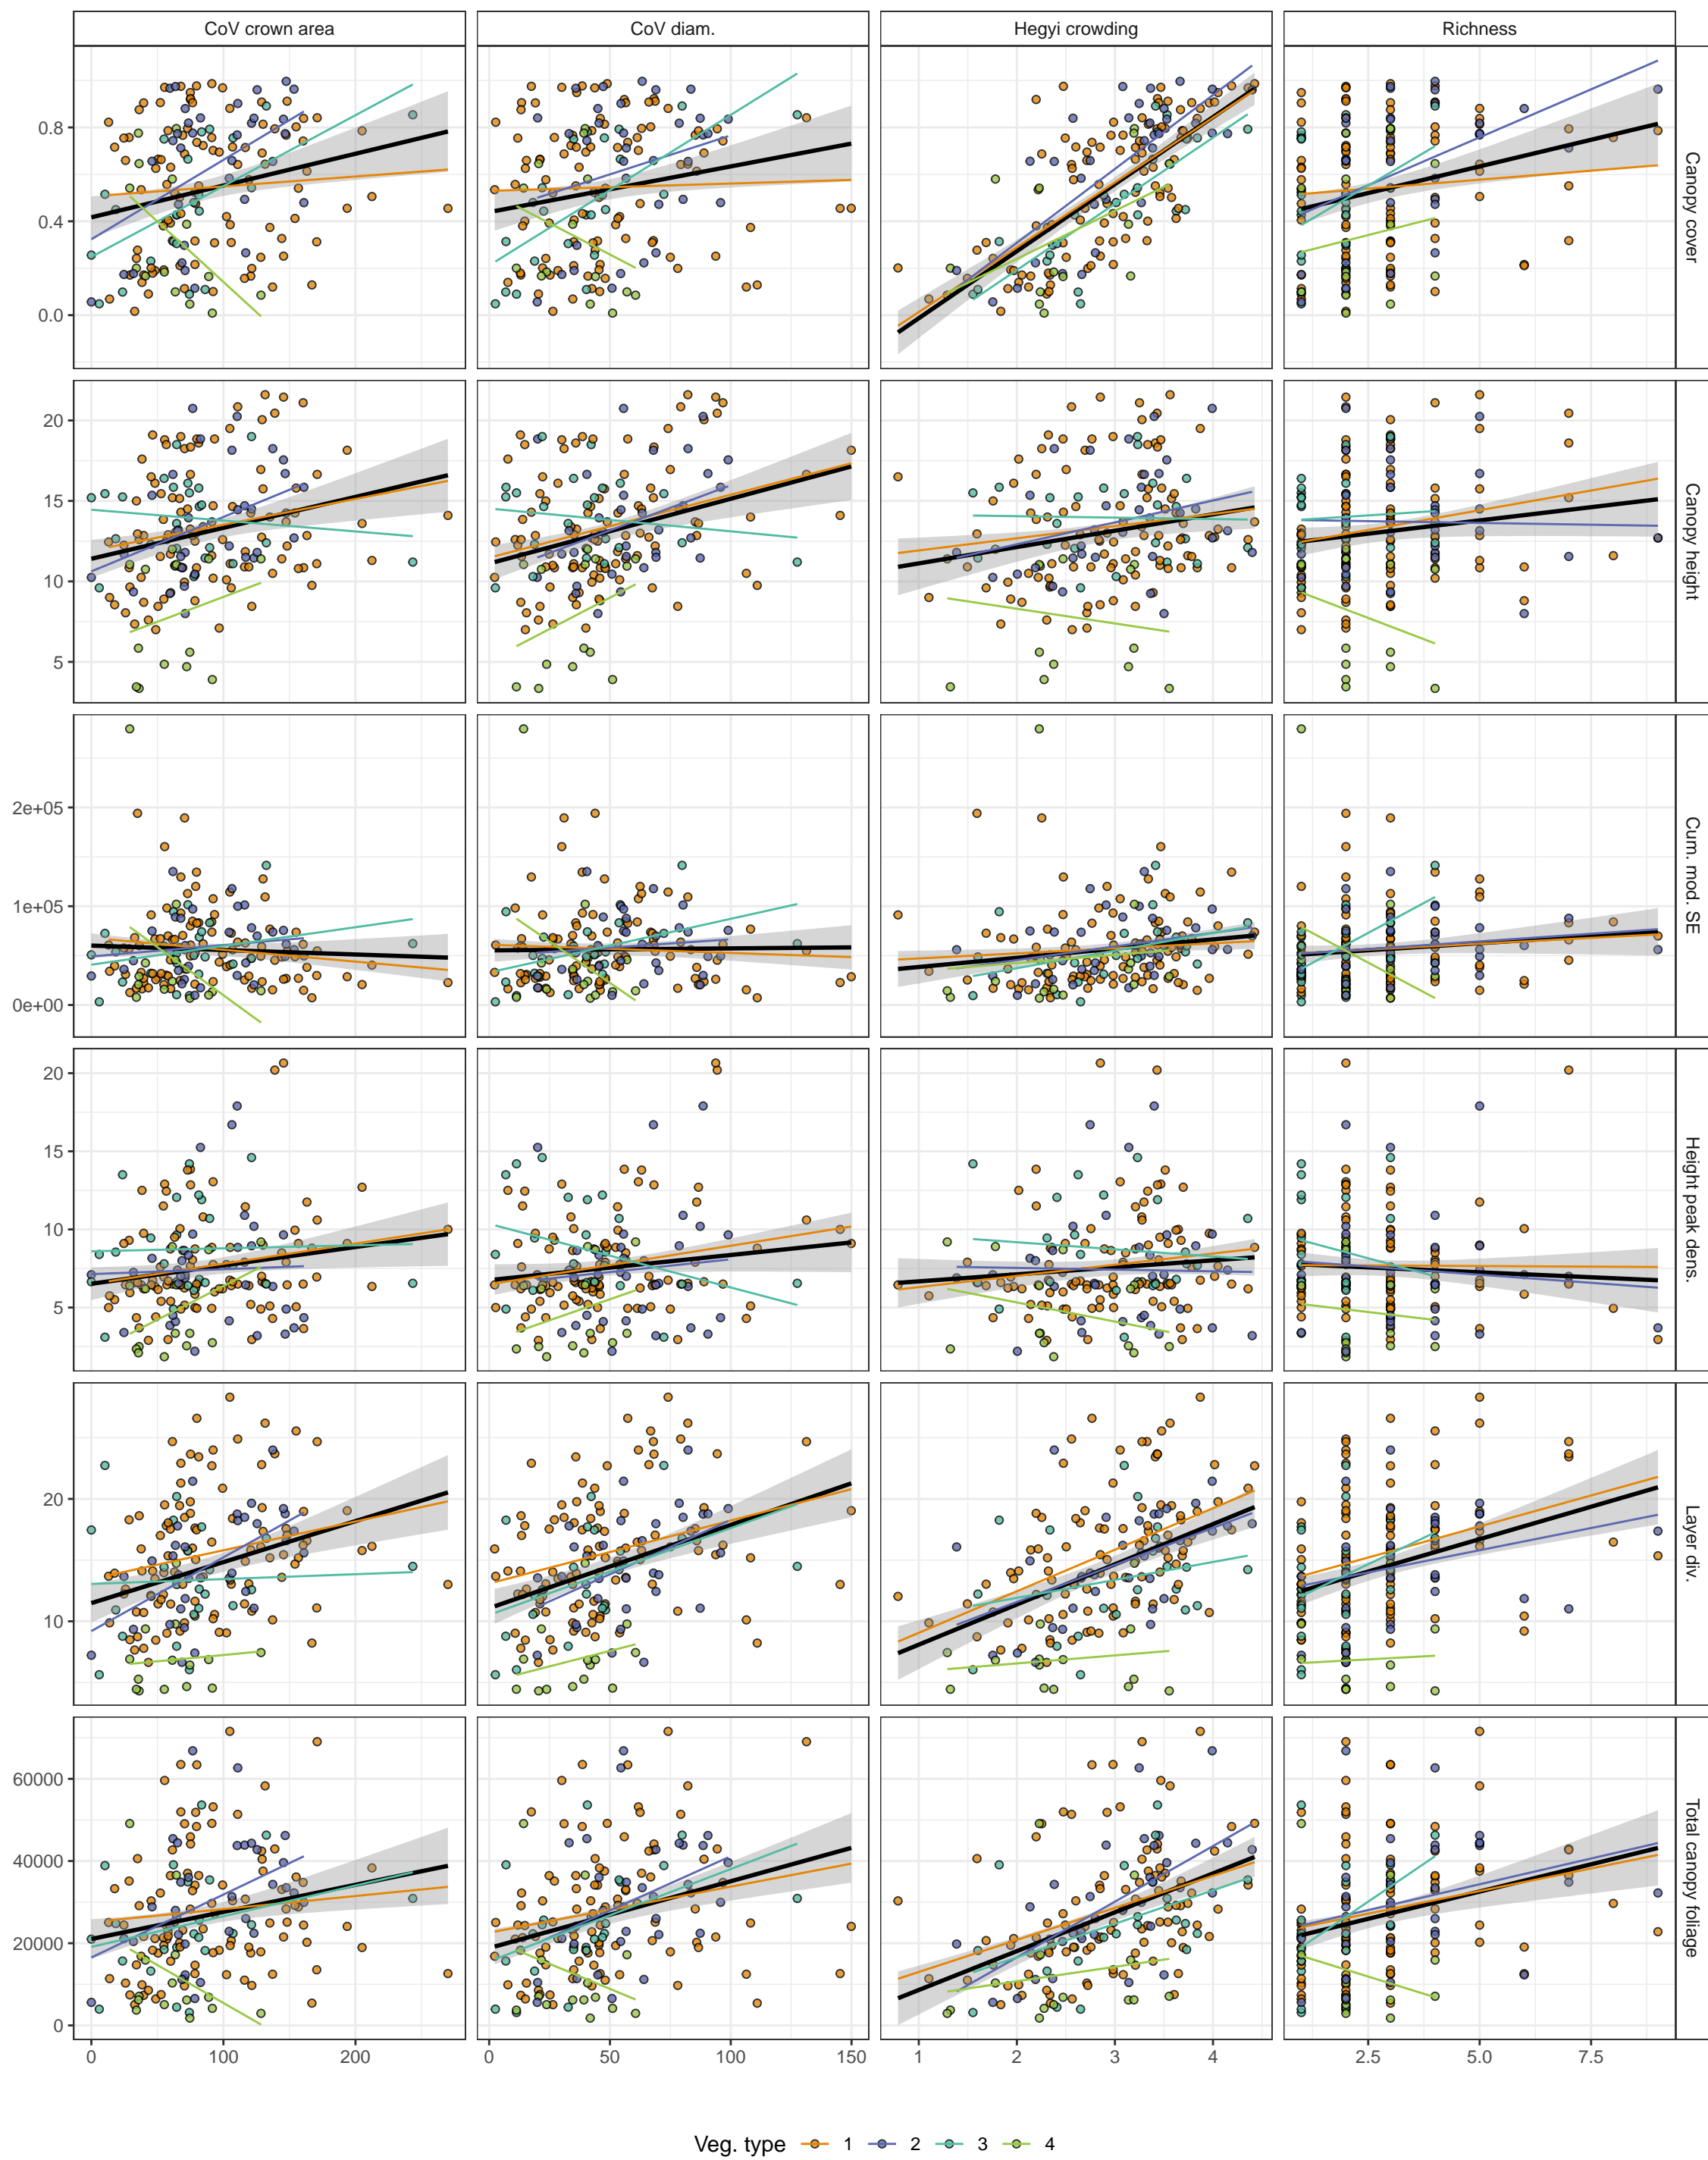 CoV crown area CoV diam. Hegyi crowding Richness
0.8
0.4
0.0
Canopy cover
20
15
10
5
Canopy height
2e+05
1e+05
0e+00
Cum. mod. SE
20
15
10
5
Height peak dens.
20
10
Layer div.
60000
40000
20000
0
Total canopy foliage
0 100 200 0 50 100 150 1 2 3 4 2.5 5.0 7.5
Veg. type 1 2 3 4